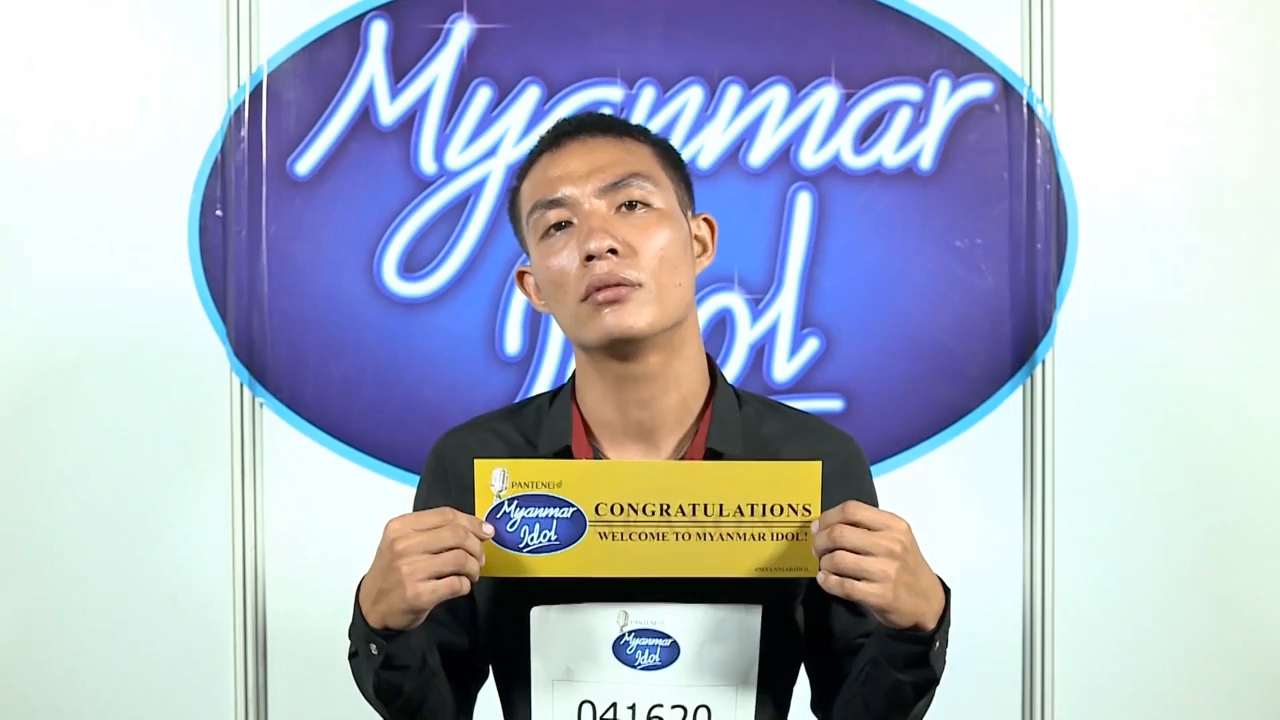 Myanmar
Idol
PANTENE
Myanmar
Idol
CONGRATULATIONS
WELCOME TO MYANMAR IDOL!
#MYANMARIDOL
PANTENE
Myanmar
Idol
041620